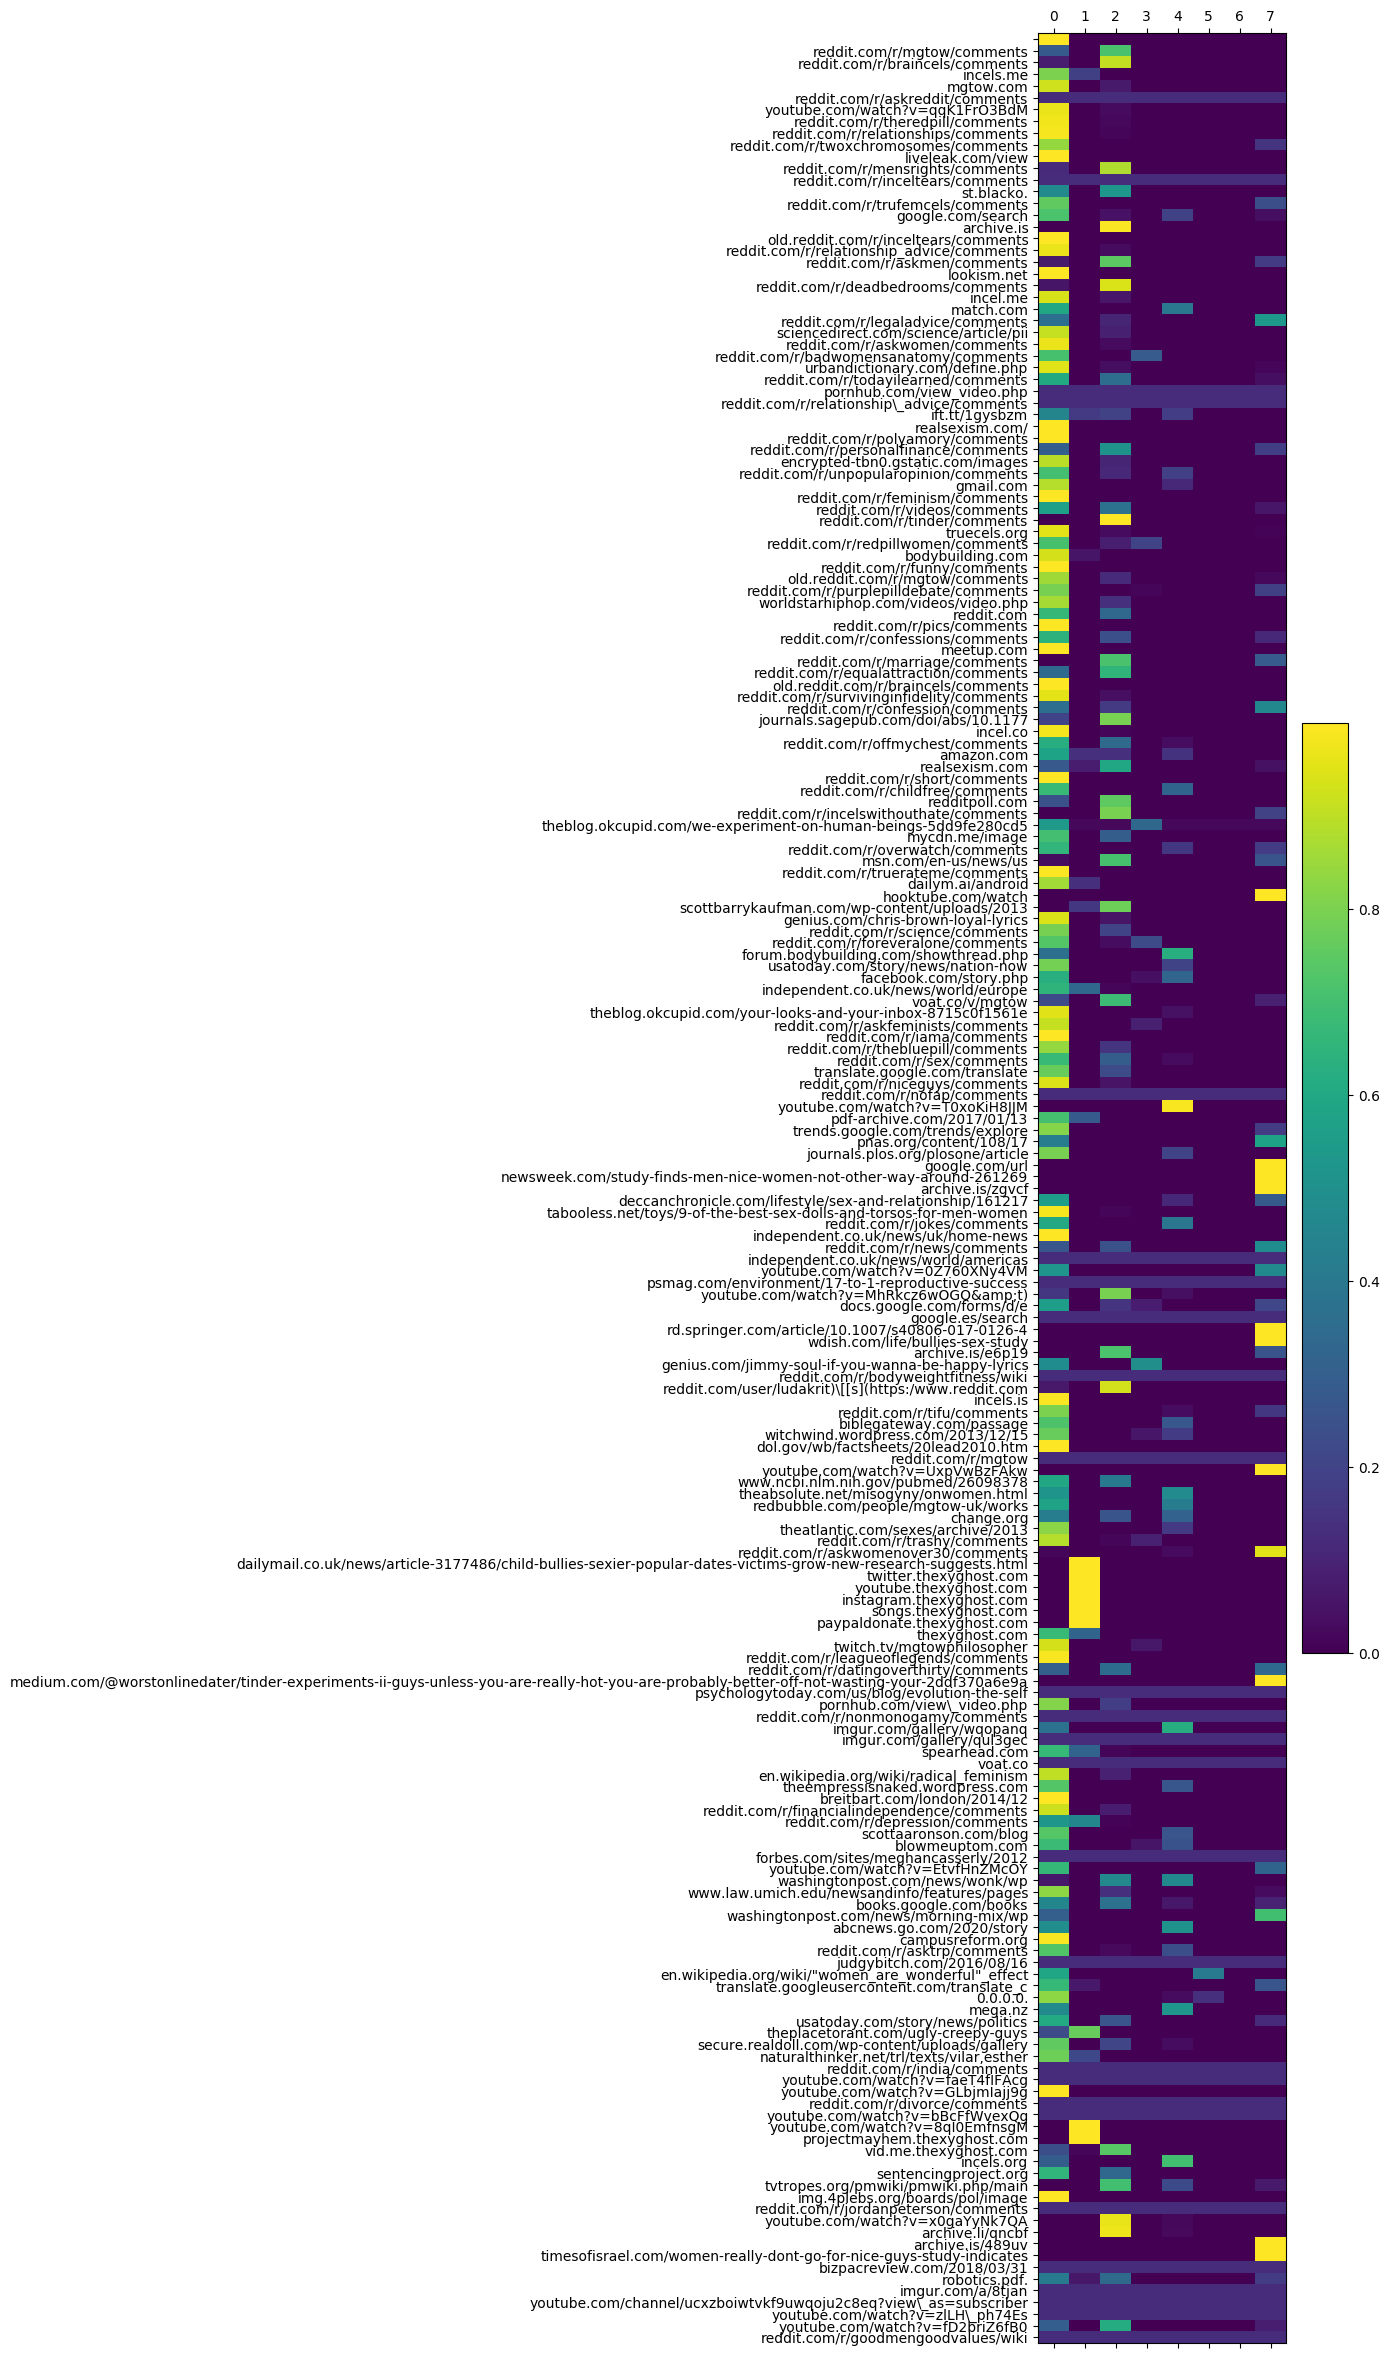 0 1 2 3 4 5 6 7
reddit.com/r/mgtow/comments
reddit.com/r/braincels/comments
incels.me
mgtow.com
reddit.com/r/askreddit/comments
youtube.com/watch?v=qgK1FrO3BdM
reddit.com/r/theredpill/comments
reddit.com/r/relationships/comments
reddit.com/r/twoxchromosomes/comments
liveleak.com/view
reddit.com/r/mensrights/comments
reddit.com/r/inceltears/comments
st.blacko.
reddit.com/r/trufemcels/comments
google.com/search
archive.is
old.reddit.com/r/inceltears/comments
reddit.com/r/relationship_advice/comments
reddit.com/r/askmen/comments
lookism.net
reddit.com/r/deadbedrooms/comments
incel.me
match.com
reddit.com/r/legaladvice/comments
sciencedirect.com/science/article/pii
reddit.com/r/askwomen/comments
reddit.com/r/badwomensanatomy/comments
urbandictionary.com/define.php
reddit.com/r/todayilearned/comments
pornhub.com/view_video.php
reddit.com/r/relationship\_advice/comments
ift.tt/1gysbzm
realsexism.com/
reddit.com/r/polyamory/comments
reddit.com/r/personalfinance/comments
encrypted-tbn0.gstatic.com/images
reddit.com/r/unpopularopinion/comments
gmail.com
reddit.com/r/feminism/comments
reddit.com/r/videos/comments
reddit.com/r/tinder/comments
truecels.org
reddit.com/r/redpillwomen/comments
bodybuilding.com
reddit.com/r/funny/comments
old.reddit.com/r/mgtow/comments
reddit.com/r/purplepilldebate/comments
worldstarhiphop.com/videos/video.php
reddit.com
reddit.com/r/pics/comments
reddit.com/r/confessions/comments
meetup.com
reddit.com/r/marriage/comments
reddit.com/r/equalattraction/comments
old.reddit.com/r/braincels/comments
reddit.com/r/survivinginfidelity/comments
reddit.com/r/confession/comments
journals.sagepub.com/doi/abs/10.1177
incel.co
reddit.com/r/offmychest/comments
amazon.com
realsexism.com
reddit.com/r/short/comments
reddit.com/r/childfree/comments
redditpoll.com
reddit.com/r/incelswithouthate/comments
theblog.okcupid.com/we-experiment-on-human-beings-5dd9fe280cd5
mycdn.me/image
reddit.com/r/overwatch/comments
msn.com/en-us/news/us
reddit.com/r/truerateme/comments
dailym.ai/android
hooktube.com/watch
scottbarrykaufman.com/wp-content/uploads/2013
genius.com/chris-brown-loyal-lyrics
reddit.com/r/science/comments
reddit.com/r/foreveralone/comments
forum.bodybuilding.com/showthread.php
usatoday.com/story/news/nation-now
facebook.com/story.php
independent.co.uk/news/world/europe
voat.co/v/mgtow
theblog.okcupid.com/your-looks-and-your-inbox-8715c0f1561e
reddit.com/r/askfeminists/comments
reddit.com/r/iama/comments
reddit.com/r/thebluepill/comments
reddit.com/r/sex/comments
translate.google.com/translate
reddit.com/r/niceguys/comments
reddit.com/r/nofap/comments
youtube.com/watch?v=T0xoKiH8JJM
pdf-archive.com/2017/01/13
trends.google.com/trends/explore
pnas.org/content/108/17
journals.plos.org/plosone/article
google.com/url
newsweek.com/study-finds-men-nice-women-not-other-way-around-261269
archive.is/zgvcf
deccanchronicle.com/lifestyle/sex-and-relationship/161217
tabooless.net/toys/9-of-the-best-sex-dolls-and-torsos-for-men-women
reddit.com/r/jokes/comments
independent.co.uk/news/uk/home-news
reddit.com/r/news/comments
independent.co.uk/news/world/americas
youtube.com/watch?v=0Z760XNy4VM
psmag.com/environment/17-to-1-reproductive-success
youtube.com/watch?v=MhRkcz6wOGQ&amp;t)
docs.google.com/forms/d/e
google.es/search
rd.springer.com/article/10.1007/s40806-017-0126-4
wdish.com/life/bullies-sex-study
archive.is/e6p19
genius.com/jimmy-soul-if-you-wanna-be-happy-lyrics
reddit.com/r/bodyweightfitness/wiki
reddit.com/user/ludakrit)\[[s](https:/www.reddit.com
incels.is
reddit.com/r/tifu/comments
biblegateway.com/passage
witchwind.wordpress.com/2013/12/15
dol.gov/wb/factsheets/20lead2010.htm
reddit.com/r/mgtow
youtube.com/watch?v=UxpVwBzFAkw
www.ncbi.nlm.nih.gov/pubmed/26098378
theabsolute.net/misogyny/onwomen.html
redbubble.com/people/mgtow-uk/works
change.org
theatlantic.com/sexes/archive/2013
reddit.com/r/trashy/comments
reddit.com/r/askwomenover30/comments
dailymail.co.uk/news/article-3177486/child-bullies-sexier-popular-dates-victims-grow-new-research-suggests.html
twitter.thexyghost.com
youtube.thexyghost.com
instagram.thexyghost.com
songs.thexyghost.com
paypaldonate.thexyghost.com
thexyghost.com
twitch.tv/mgtowphilosopher
reddit.com/r/leagueoflegends/comments
reddit.com/r/datingoverthirty/comments
medium.com/@worstonlinedater/tinder-experiments-ii-guys-unless-you-are-really-hot-you-are-probably-better-off-not-wasting-your-2ddf370a6e9a
psychologytoday.com/us/blog/evolution-the-self
pornhub.com/view\_video.php
reddit.com/r/nonmonogamy/comments
imgur.com/gallery/wqopang
imgur.com/gallery/qul3gec
spearhead.com
voat.co
en.wikipedia.org/wiki/radical_feminism
theempressisnaked.wordpress.com
breitbart.com/london/2014/12
reddit.com/r/financialindependence/comments
reddit.com/r/depression/comments
scottaaronson.com/blog
blowmeuptom.com
forbes.com/sites/meghancasserly/2012
youtube.com/watch?v=EtvfHnZMcOY
washingtonpost.com/news/wonk/wp
www.law.umich.edu/newsandinfo/features/pages
books.google.com/books
washingtonpost.com/news/morning-mix/wp
abcnews.go.com/2020/story
campusreform.org
reddit.com/r/asktrp/comments
judgybitch.com/2016/08/16
en.wikipedia.org/wiki/"women_are_wonderful"_effect
translate.googleusercontent.com/translate_c
0.0.0.0.
mega.nz
usatoday.com/story/news/politics
theplacetorant.com/ugly-creepy-guys
secure.realdoll.com/wp-content/uploads/gallery
naturalthinker.net/trl/texts/vilar,esther
reddit.com/r/india/comments
youtube.com/watch?v=faeT4fIFAcg
youtube.com/watch?v=GLbjmIajj9g
reddit.com/r/divorce/comments
youtube.com/watch?v=bBcFfWvexQg
youtube.com/watch?v=8ql0EmfnsgM
projectmayhem.thexyghost.com
vid.me.thexyghost.com
incels.org
sentencingproject.org
tvtropes.org/pmwiki/pmwiki.php/main
img.4plebs.org/boards/pol/image
reddit.com/r/jordanpeterson/comments
youtube.com/watch?v=x0gaYyNk7QA
archive.li/qncbf
archive.is/489uv
timesofisrael.com/women-really-dont-go-for-nice-guys-study-indicates
bizpacreview.com/2018/03/31
robotics.pdf.
imgur.com/a/8tjan
youtube.com/channel/ucxzboiwtvkf9uwqoju2c8eq?view\_as=subscriber
youtube.com/watch?v=zlLH\_ph74Es
youtube.com/watch?v=fD2briZ6fB0
reddit.com/r/goodmengoodvalues/wiki
0.8
0.6
0.4
0.2
0.0